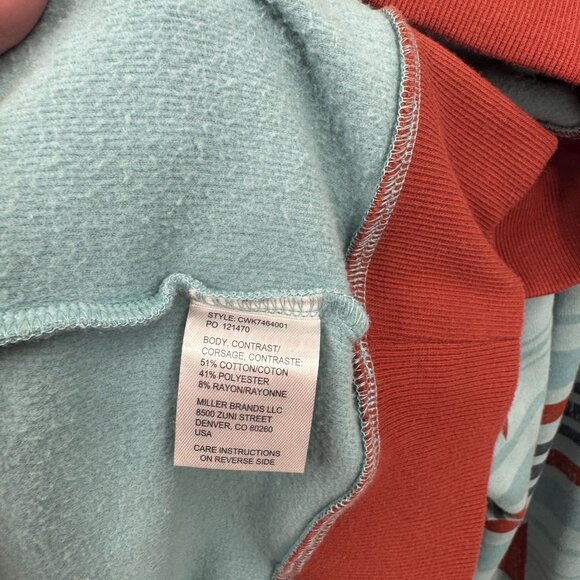 STYLE: CWK7464001
PO 121470
BODY, CONTRAST/
CORSAGE, CONTRASTE:
51% COTTON/COTON
41% POLYESTER
8% RAYON/RAYONNE
MILLER BRANDS LLC
8500 ZUNI STREET
DENVER, CO 80260
USA
CARE INSTRUCTIONS
ON REVERSE SIDE